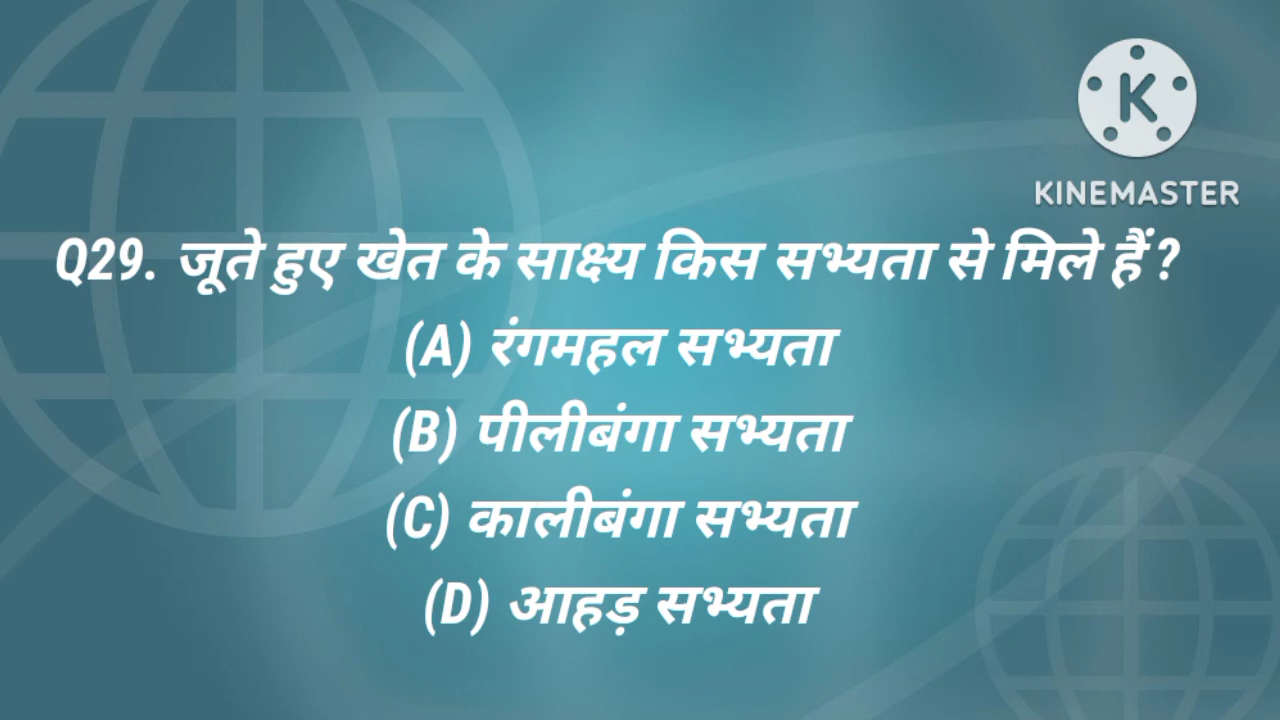 K
KINEMASTER
Q29. जूते हुए खेत के साक्ष्य किस सभ्यता से मिले हैं ?
(A) रंगमहल सभ्यता
(B) पीलीबंगा सभ्यता
(C) कालीबंगा सभ्यता
(D) आहड़ सभ्यता